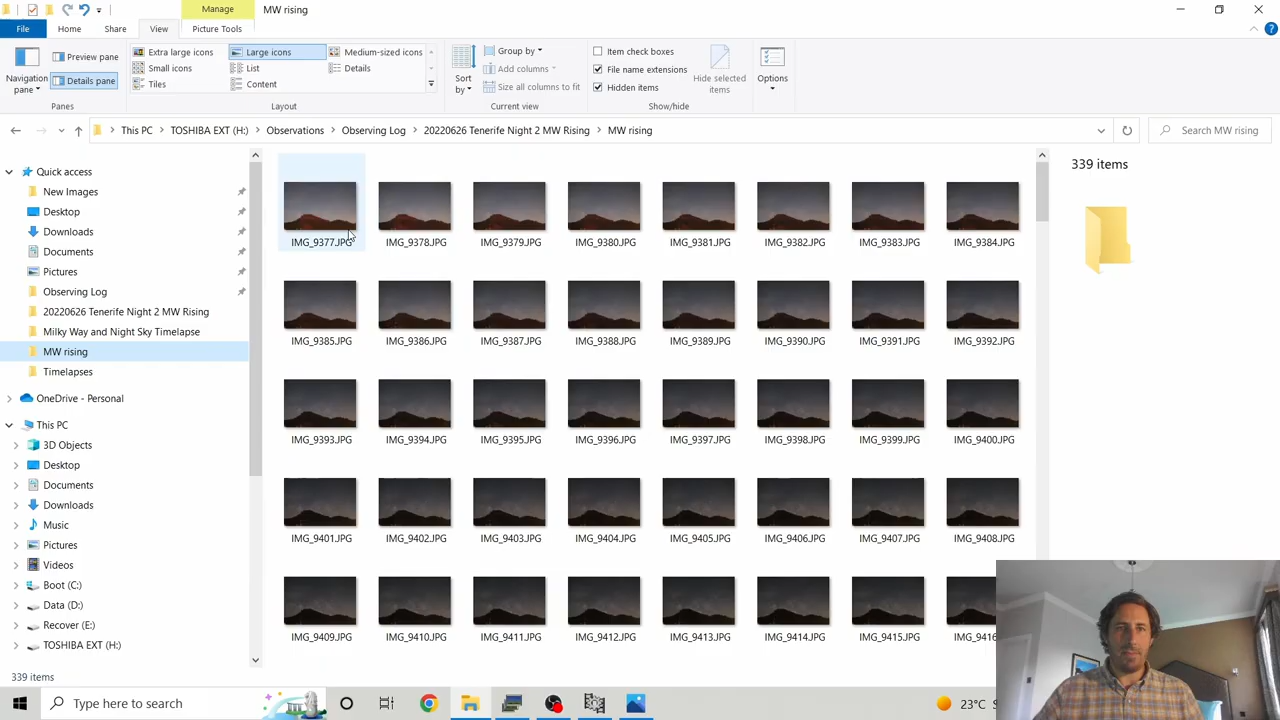 Manage
MW rising
File
Home
Share
View
Picture Tools
Navigation pane
Preview pane
Details pane
Panes
Extra large icons
Large icons
Medium-sized icons
Small icons
List
Details
Tiles
Content
Layout
Sort by
Group by
Add columns
Size all columns to fit
Current view
Item check boxes
File name extensions
Hidden items
Hide selected items
Show/hide
Options
This PC
TOSHIBA EXT (H:)
Observations
Observing Log
20220626 Tenerife Night 2 MW Rising
MW rising
Search MW rising
Quick access
New Images
Desktop
Downloads
Documents
Pictures
Observing Log
20220626 Tenerife Night 2 MW Rising
Milky Way and Night Sky Timelapse
MW rising
Timelapses
OneDrive - Personal
This PC
3D Objects
Desktop
Documents
Downloads
Music
Pictures
Videos
Boot (C:)
Data (D:)
Recover (E:)
TOSHIBA EXT (H:)
IMG_9377.JPG IMG_9378.JPG IMG_9379.JPG IMG_9380.JPG IMG_9381.JPG IMG_9382.JPG IMG_9383.JPG IMG_9384.JPG
IMG_9385.JPG IMG_9386.JPG IMG_9387.JPG IMG_9388.JPG IMG_9389.JPG IMG_9390.JPG IMG_9391.JPG IMG_9392.JPG
IMG_9393.JPG IMG_9394.JPG IMG_9395.JPG IMG_9396.JPG IMG_9397.JPG IMG_9398.JPG IMG_9399.JPG IMG_9400.JPG
IMG_9401.JPG IMG_9402.JPG IMG_9403.JPG IMG_9404.JPG IMG_9405.JPG IMG_9406.JPG IMG_9407.JPG IMG_9408.JPG
IMG_9409.JPG IMG_9410.JPG IMG_9411.JPG IMG_9412.JPG IMG_9413.JPG IMG_9414.JPG IMG_9415.JPG IMG_9416
339 items
339 items
Type here to search
23°C S